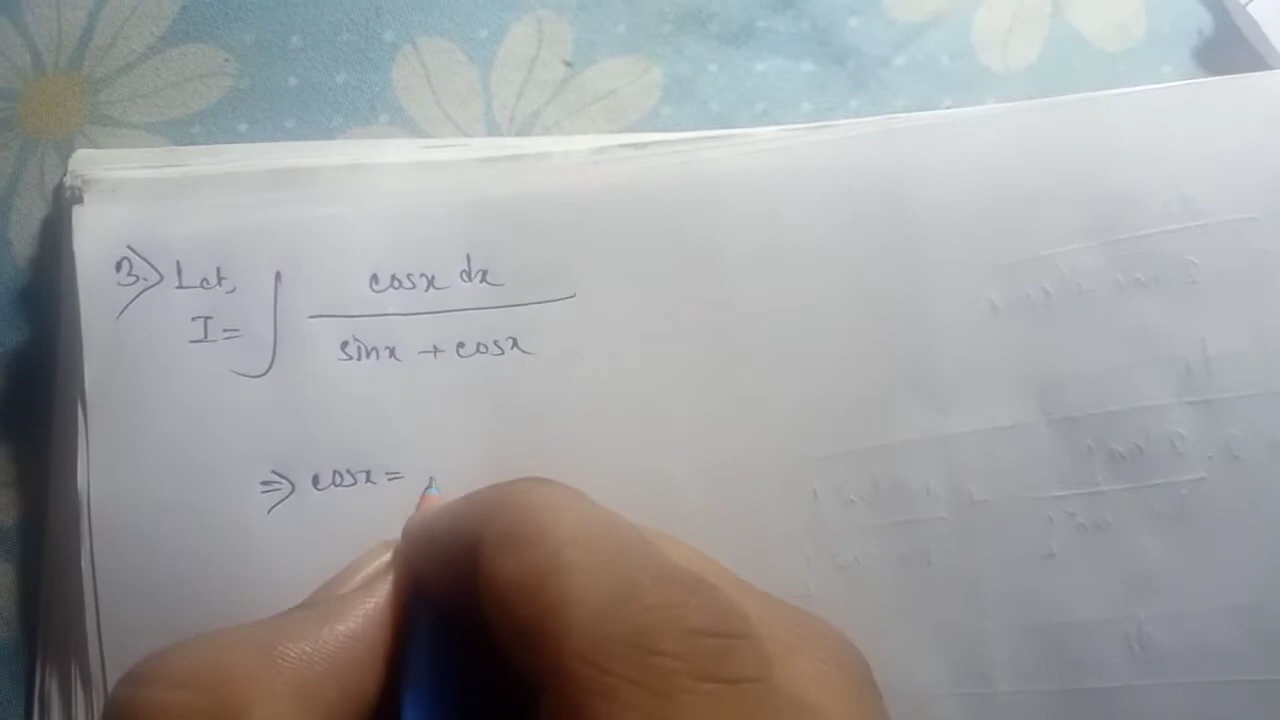 3.) Let,
I = ∫ cosx dx
sinx + cosx
⇒ cosx =